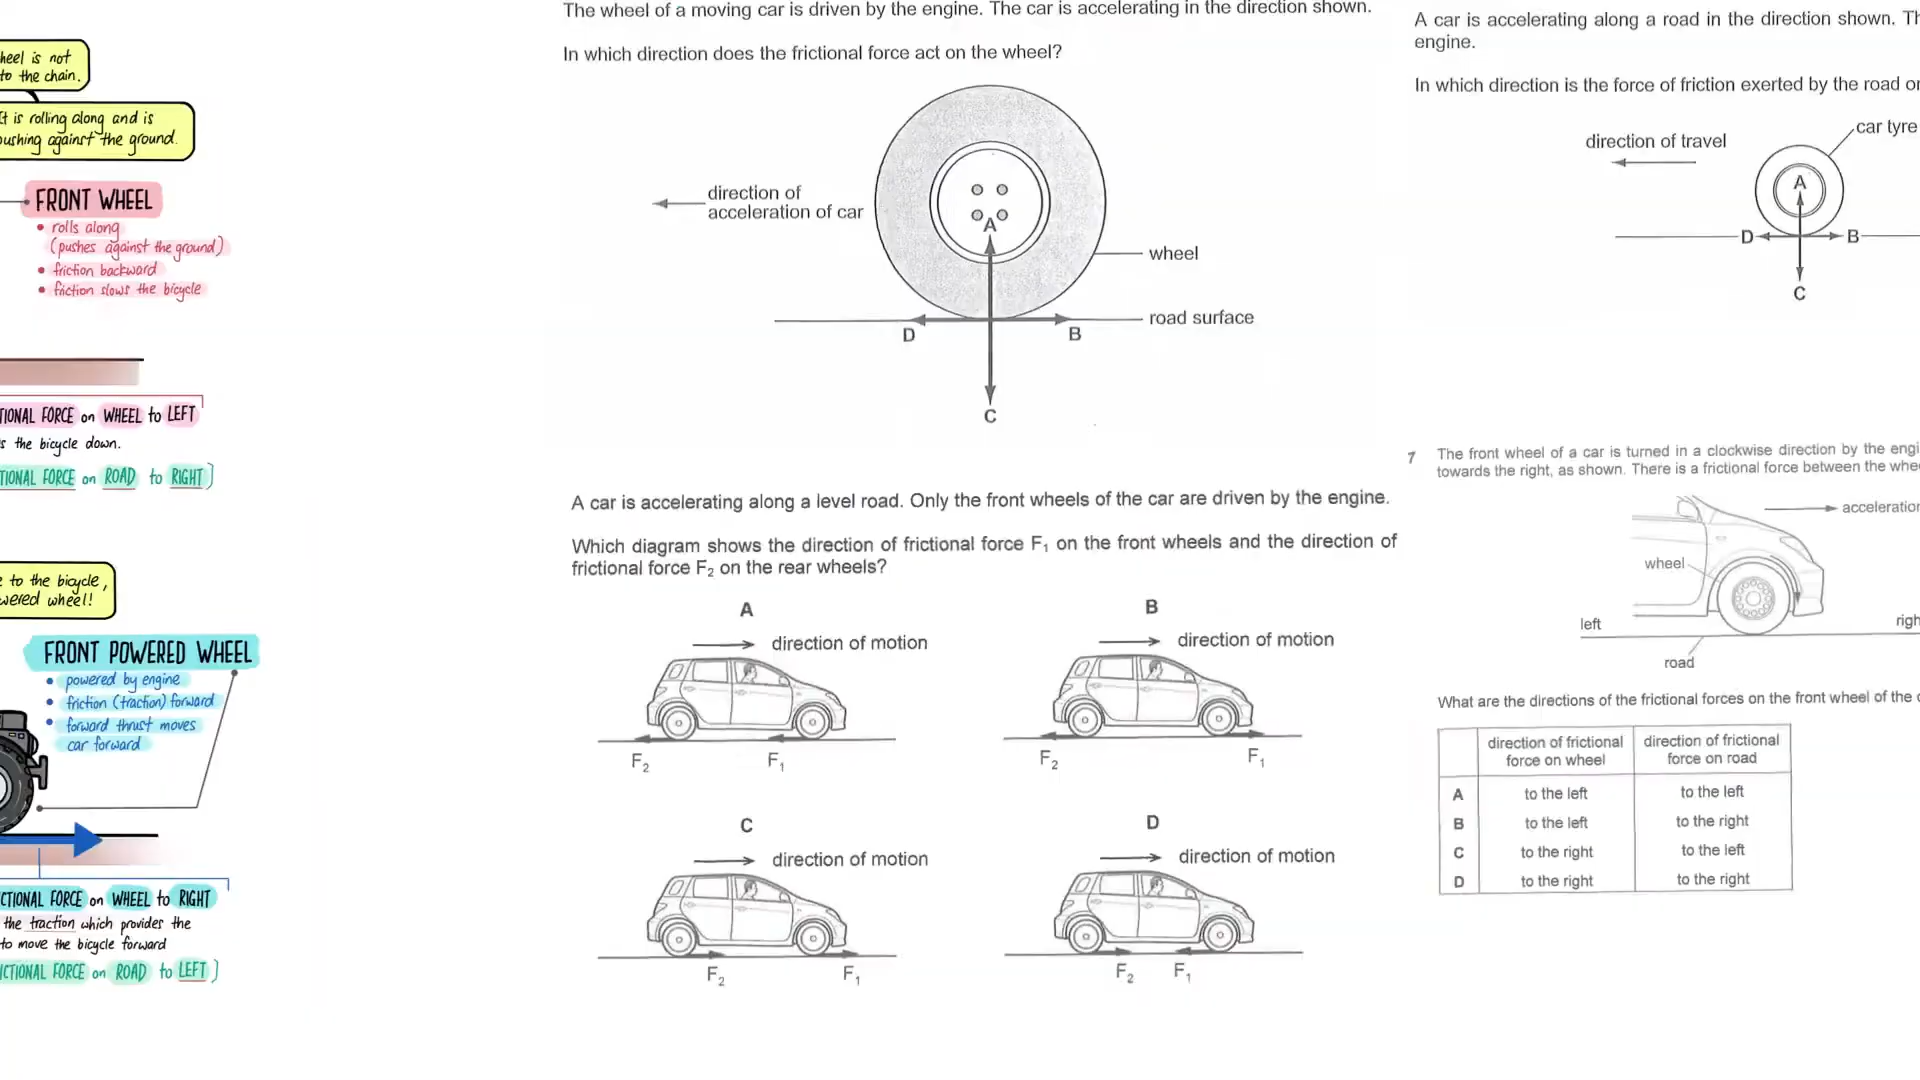 heel is not
to the chain.
It is rolling along and is
pushing against the ground.
FRONT WHEEL
• rolls along
(pushes against the ground)
• friction backward
• friction slows the bicycle
TIONAL FORCE on WHEEL to LEFT
s the bicycle down.
TIONAL FORCE on ROAD to RIGHT]
e to the bicycle,
wered wheel!
FRONT POWERED WHEEL
• powered by engine
• friction (traction) forward
• forward thrust moves
car forward
CTIONAL FORCE on WHEEL to RIGHT
the traction which provides the
to move the bicycle forward
ICTIONAL FORCE on ROAD to LEFT]
The wheel of a moving car is driven by the engine. The car is accelerating in the direction shown.
In which direction does the frictional force act on the wheel?
direction of
acceleration of car
A
wheel
road surface
D
B
C
A car is accelerating along a level road. Only the front wheels of the car are driven by the engine.
Which diagram shows the direction of frictional force F₁ on the front wheels and the direction of
frictional force F₂ on the rear wheels?
A
direction of motion
F₂ F₁
B
direction of motion
F₂ F₁
C
direction of motion
F₂ F₁
D
direction of motion
F₂ F₁
A car is accelerating along a road in the direction shown. Th
engine.
In which direction is the force of friction exerted by the road on
direction of travel
car tyre
A
D
B
C
7 The front wheel of a car is turned in a clockwise direction by the engi
towards the right, as shown. There is a frictional force between the whee
acceleration
wheel
left
righ
road
What are the directions of the frictional forces on the front wheel of the c
direction of frictional force on wheel direction of frictional force on road
A to the left to the left
B to the left to the right
C to the right to the left
D to the right to the right